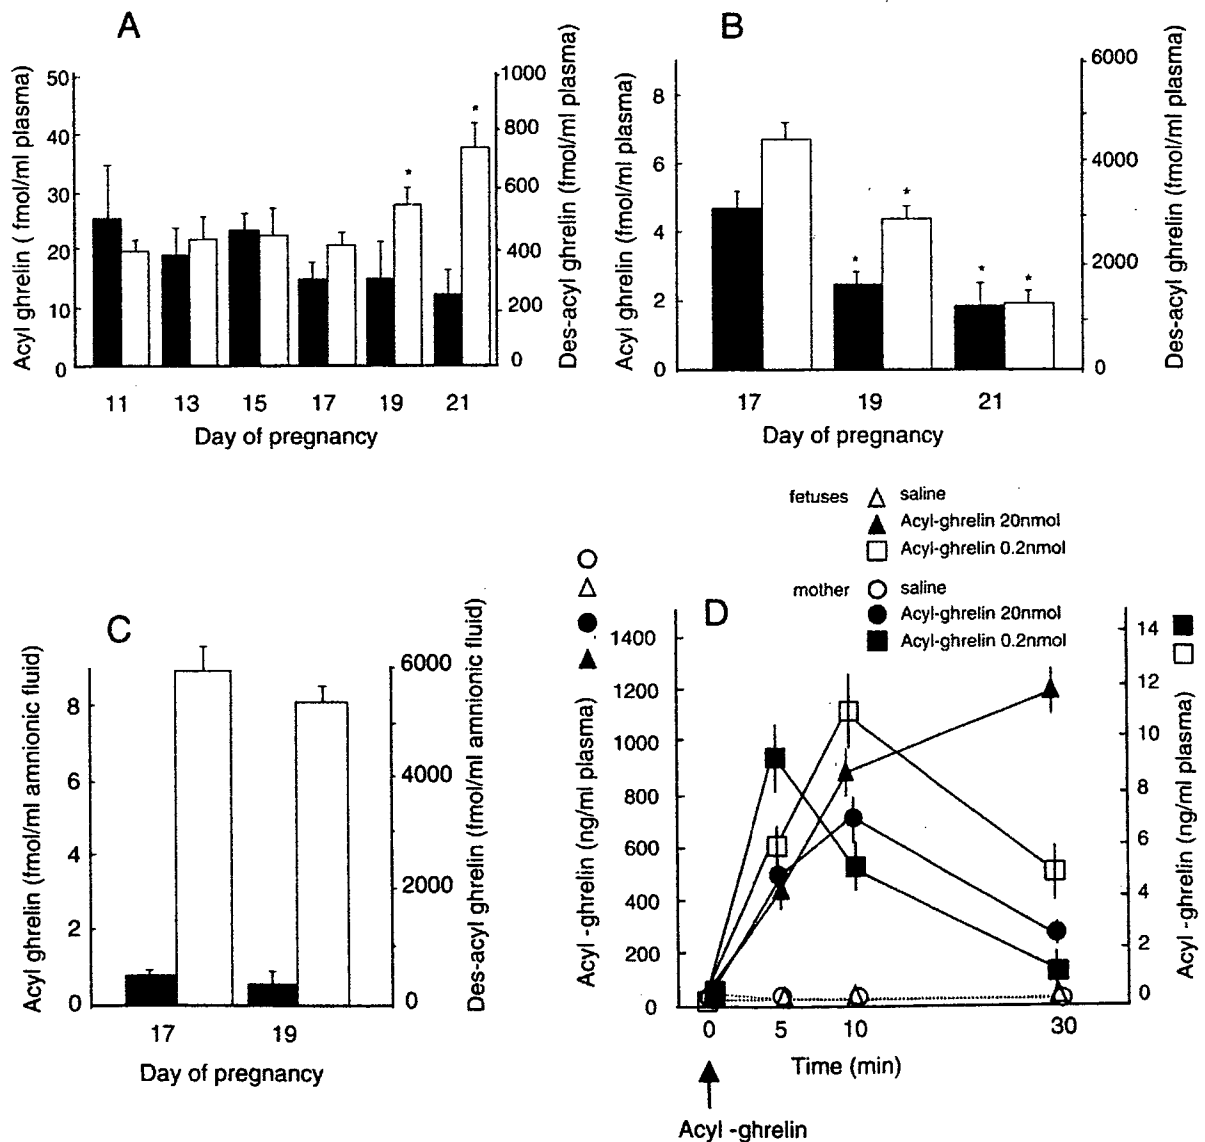 A
Acyl ghrelin ( fmol/ml plasma)
50
40
30
20
10
0
1000
800
600
400
200
0
Des-acyl ghrelin (fmol/ml plasma)
*
*
11 13 15 17 19 21
Day of pregnancy
B
Acyl ghrelin (fmol/ml plasma)
8
6
4
2
0
6000
4000
2000
0
Des-acyl ghrelin (fmol/ml plasma)
*
*
*
*
17 19 21
Day of pregnancy
C
Acyl ghrelin (fmol/ml amnionic fluid)
8
6
4
2
0
6000
4000
2000
0
Des-acyl ghrelin (fmol/ml amnionic fluid)
17 19
Day of pregnancy
fetuses saline
Acyl-ghrelin 20nmol
Acyl-ghrelin 0.2nmol
mother saline
Acyl-ghrelin 20nmol
Acyl-ghrelin 0.2nmol
D
Acyl -ghrelin (ng/ml plasma)
1400
1200
1000
800
600
400
200
0
14
12
10
8
6
4
2
0
Acyl -ghrelin (ng/ml plasma)
0 5 10 30
Time (min)
Acyl -ghrelin